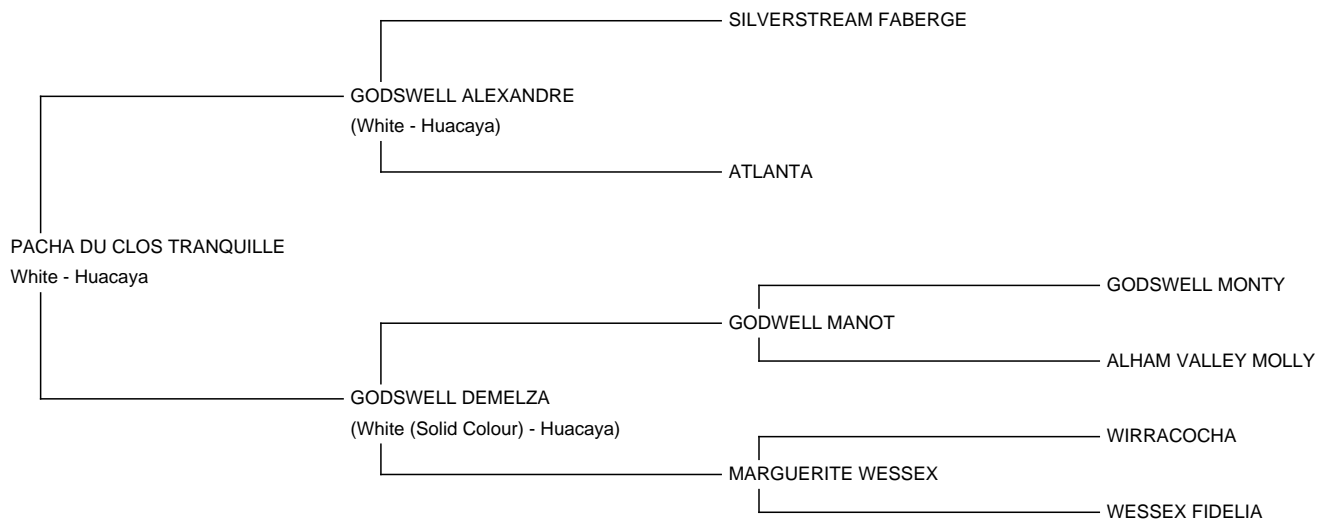 SILVERSTREAM FABERGE
GODSWELL ALEXANDRE
(White - Huacaya)
ATLANTA
PACHA DU CLOS TRANQUILLE
White - Huacaya
GODSWELL MONTY
GODWELL MANOT
ALHAM VALLEY MOLLY
GODSWELL DEMELZA
(White (Solid Colour) - Huacaya)
WIRRACOCHA
MARGUERITE WESSEX
WESSEX FIDELIA